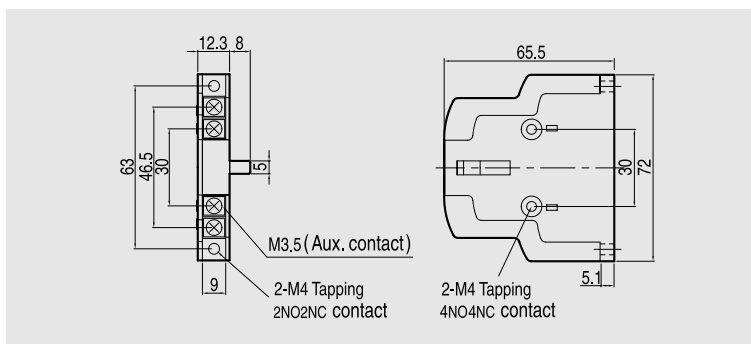 12.3 8
65.5
63
46.5
30
5
30
72
M3.5 (Aux. contact)
9
5.1
2-M4 Tapping
2NO2NC contact
2-M4 Tapping
4NO4NC contact